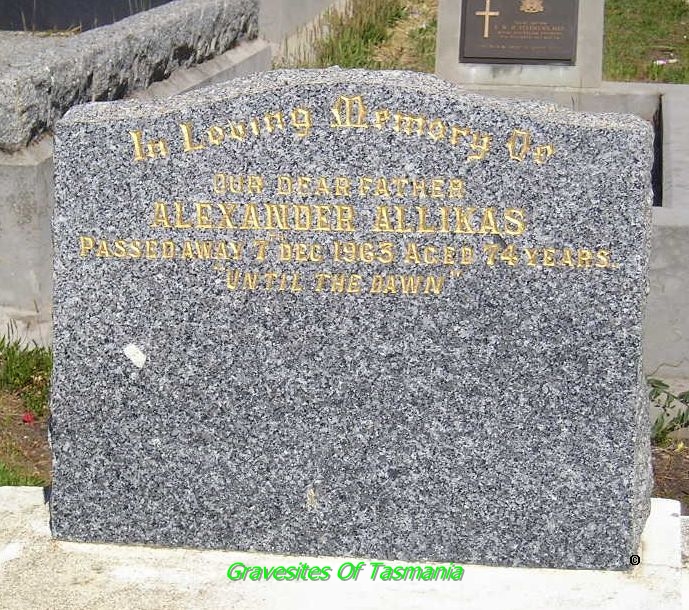 In Loving Memory Of
OUR DEAR FATHER
ALEXANDER ALLIKAS
PASSED AWAY 7 DEC 1963 AGED 74 YEARS.
"UNTIL THE DAWN"
©
Gravesites Of Tasmania